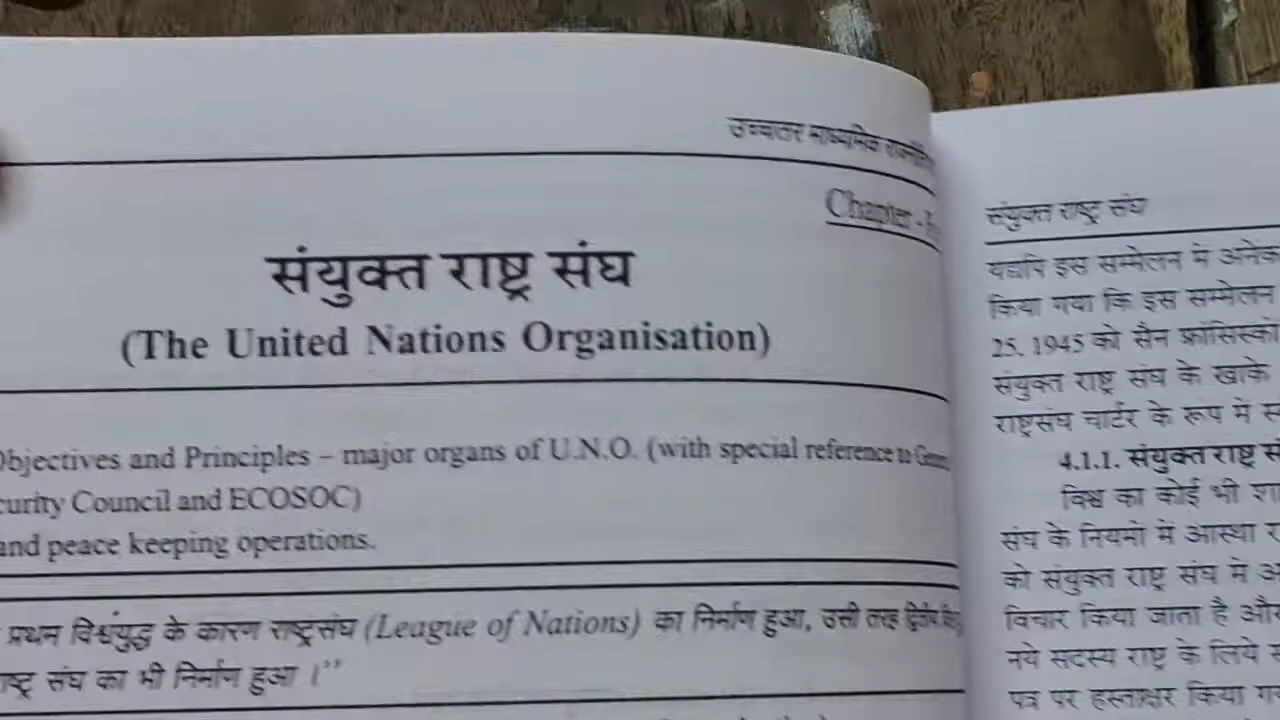 उच्चतर माध्यमिक
Chapter -
संयुक्त राष्ट्र संघ
(The United Nations Organisation)
Objectives and Principles – major organs of U.N.O. (with special reference to
curity Council and ECOSOC)
and peace keeping operations.
प्रथम विश्वयुद्ध के कारण राष्ट्रसंघ (League of Nations) का निर्माण हुआ, उसी तरह द्वितीय
ष्ट्र संघ का भी निर्माण हुआ ।”
संयुक्त राष्ट्र संघ
यद्यपि इस सम्मेलन में अनेक
किया गया कि इस सम्मेलन
25, 1945 को सैन फ्रांसिस्को
संयुक्त राष्ट्र संघ के खाके
राष्ट्रसंघ चार्टर के रूप में
4.1.1. संयुक्त राष्ट्र
विश्व का कोई भी
संघ के नियमों में आस्था
को संयुक्त राष्ट्र संघ में
विचार किया जाता है और
नये सदस्य राष्ट्र के लिये
पत्र पर हस्ताक्षर किया